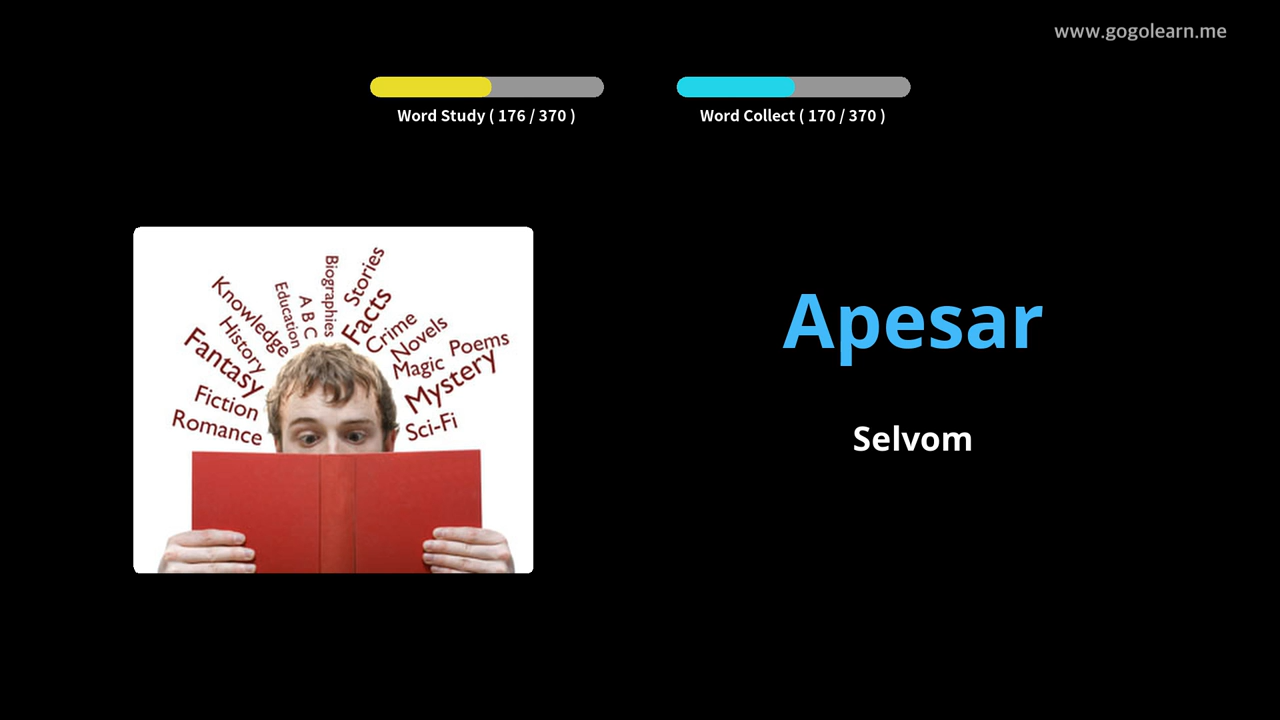 www.gogolearn.me
Word Study ( 176 / 370 )
Word Collect ( 170 / 370 )
Knowledge
Education
A B C
Biographies
Stories
Facts
History
Crime
Novels
Fantasy
Magic
Poems
Mystery
Fiction
Romance
Sci-Fi
Apesar
Selvom